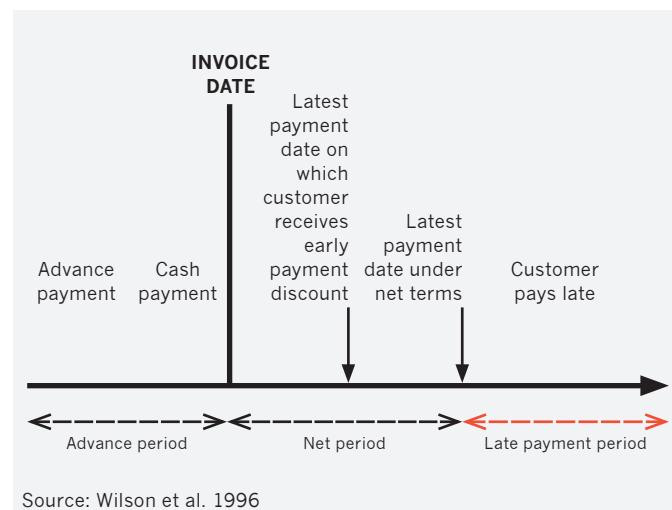 INVOICE
DATE
Latest
payment
date on
which
customer
receives
early
payment
discount
Latest
payment
date under
net terms
Advance
payment
Cash
payment
Customer
pays late
Advance period
Net period
Late payment period
Source: Wilson et al. 1996